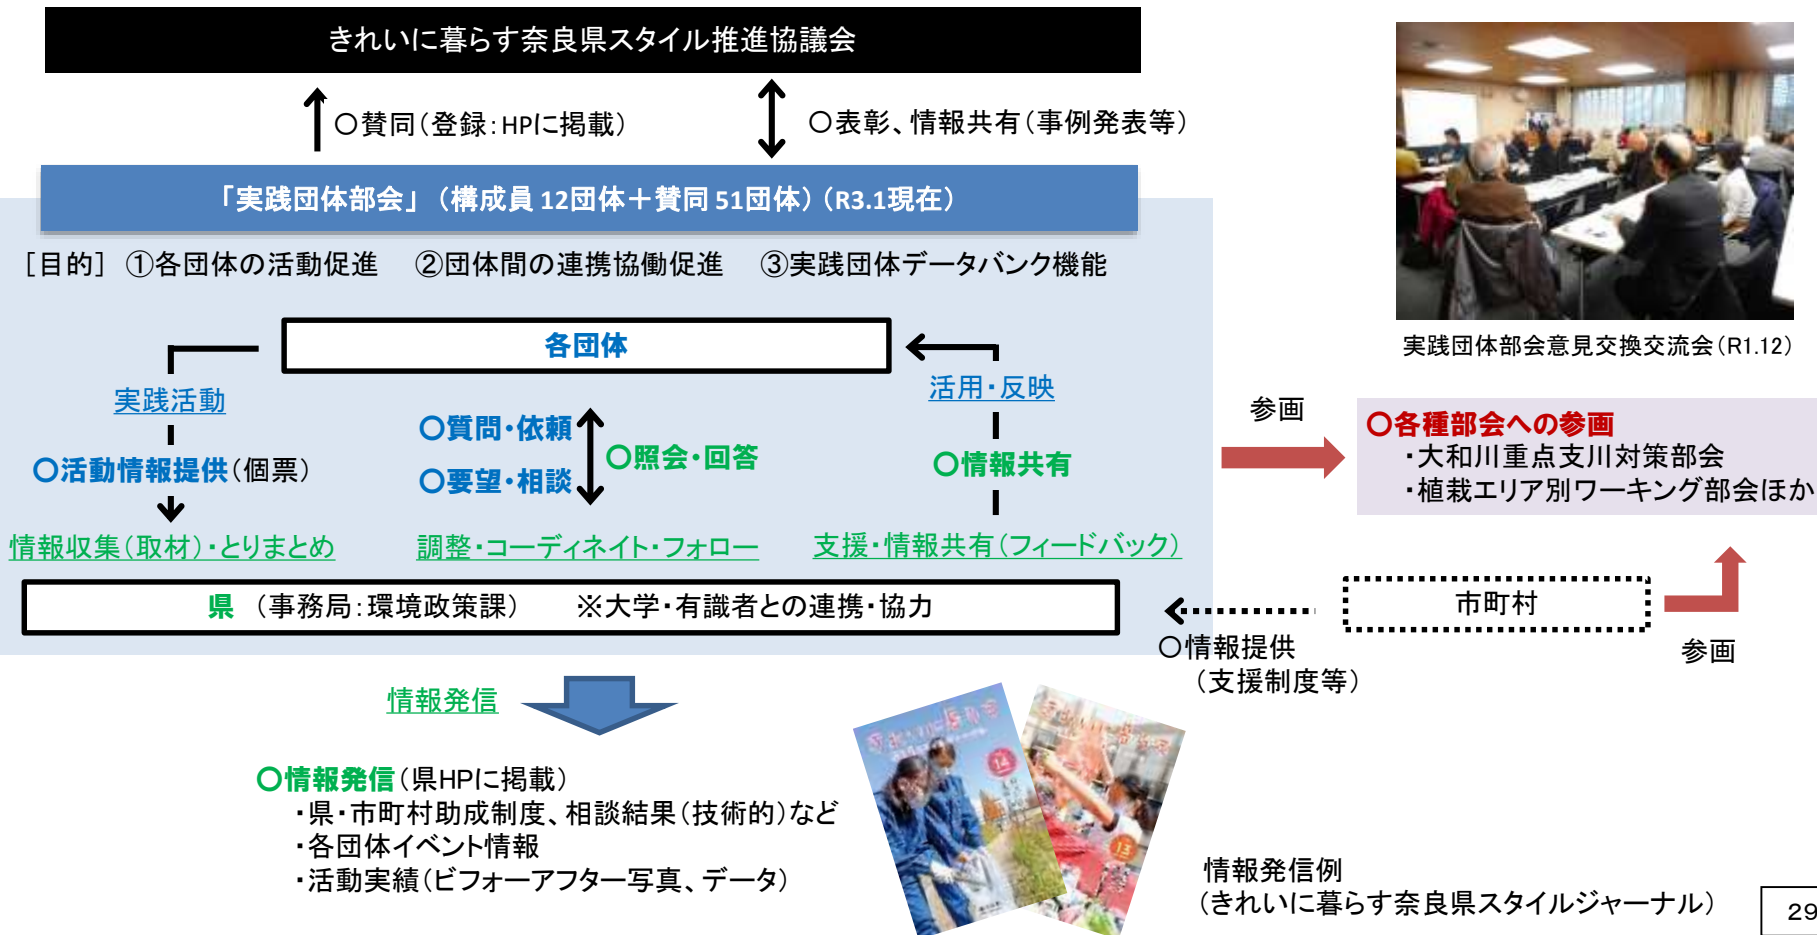 きれいに暮らす奈良県スタイル推進協議会
○賛同（登録：HPに掲載）
○表彰、情報共有（事例発表等）
「実践団体部会」（構成員 12団体＋賛同 51団体）（R3.1現在）
［目的］ ①各団体の活動促進 ②団体間の連携協働促進 ③実践団体データバンク機能
各団体
実践活動
○活動情報提供（個票）
情報収集（取材）・とりまとめ
○質問・依頼
○要望・相談
○照会・回答
調整・コーディネイト・フォロー
活用・反映
○情報共有
支援・情報共有（フィードバック）
県 （事務局：環境政策課） ※大学・有識者との連携・協力
実践団体部会意見交換交流会（R1.12）
参画
○各種部会への参画
・大和川重点支川対策部会
・植栽エリア別ワーキング部会ほか
市町村
参画
○情報提供
（支援制度等）
情報発信
○情報発信（県HPに掲載）
・県・市町村助成制度、相談結果（技術的）など
・各団体イベント情報
・活動実績（ビフォーアフター写真、データ）
14
13
情報発信例
（きれいに暮らす奈良県スタイルジャーナル）
29